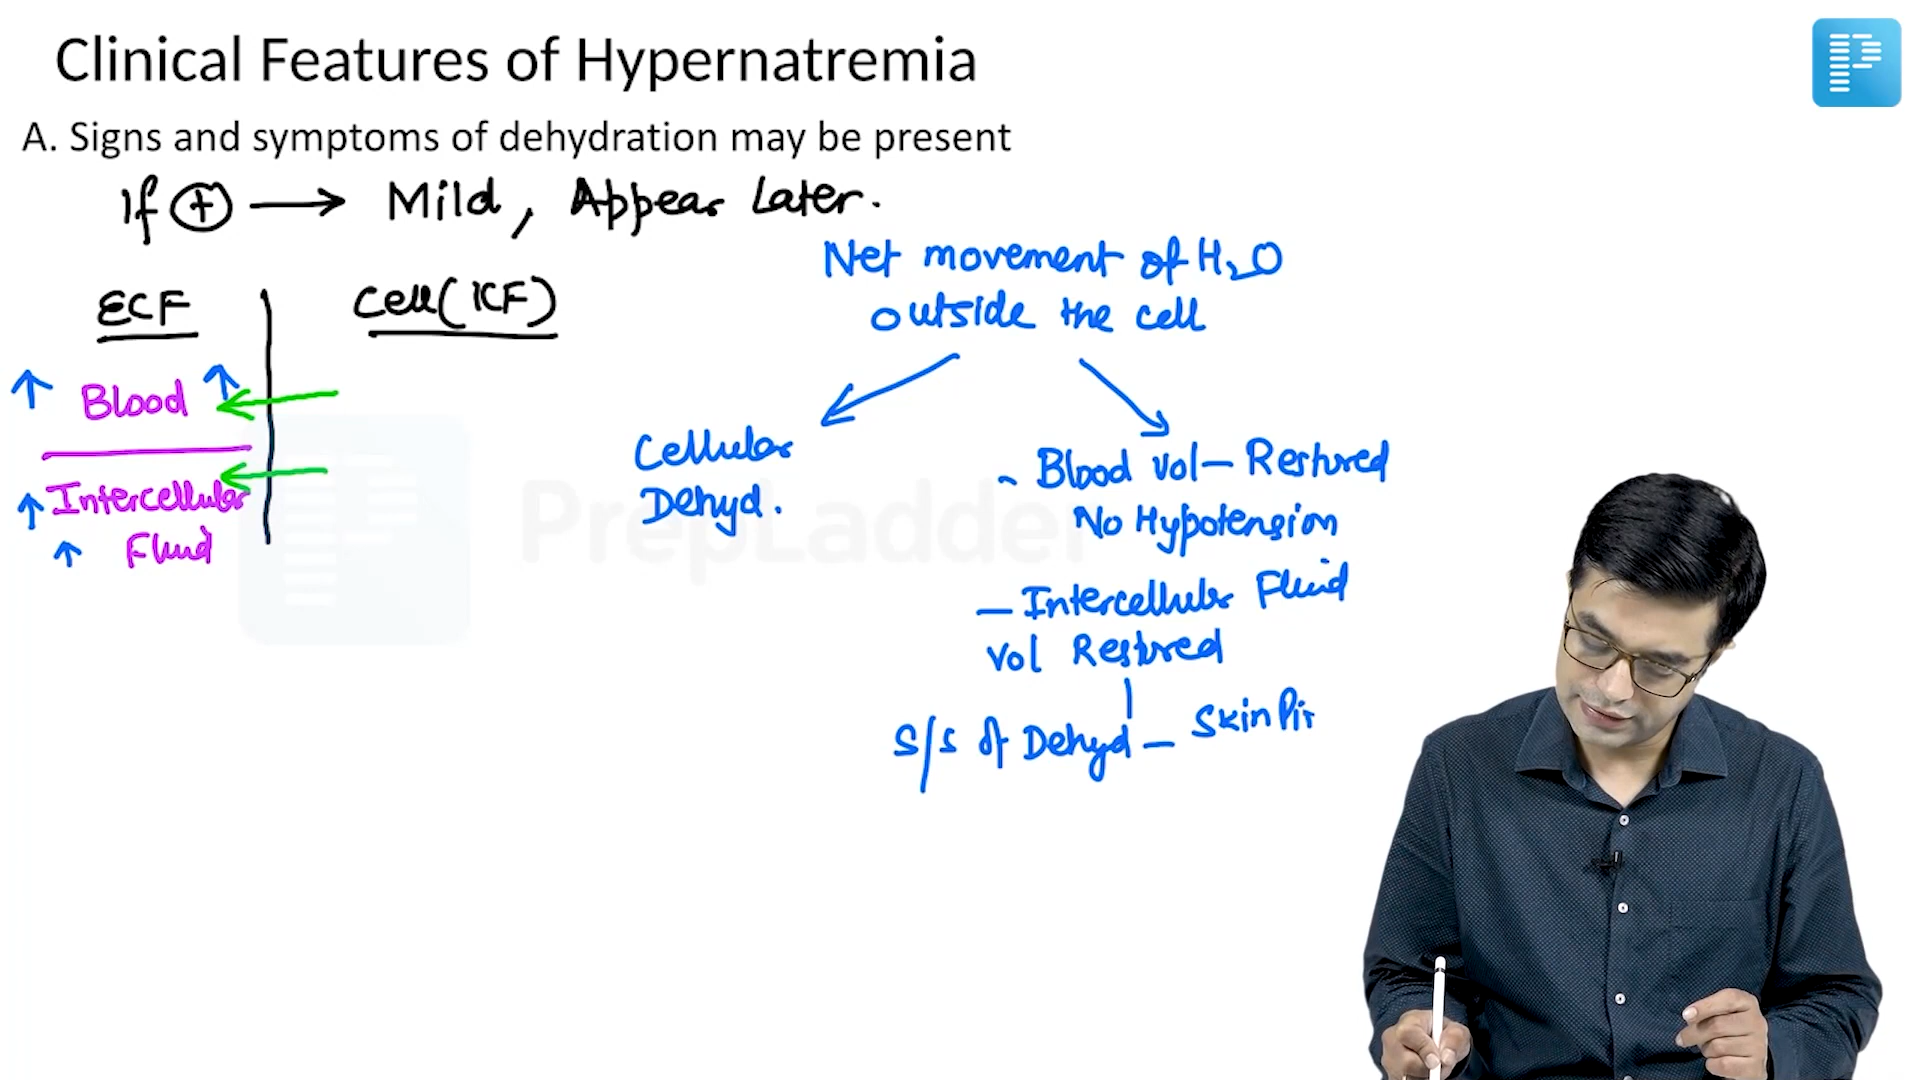 Clinical Features of Hypernatremia
A. Signs and symptoms of dehydration may be present
If + → Mild, Appear Later.
ECF
Cell (ICF)
↑ Blood ↑
↑ Intercellular
↑ Fluid
Net movement of H2O
outside the cell
Cellular
Dehyd.
- Blood vol - Restored
No Hypotension
- Intercellular Fluid
vol Restored
S/S of Dehyd - Skin Pi
PrepLadder